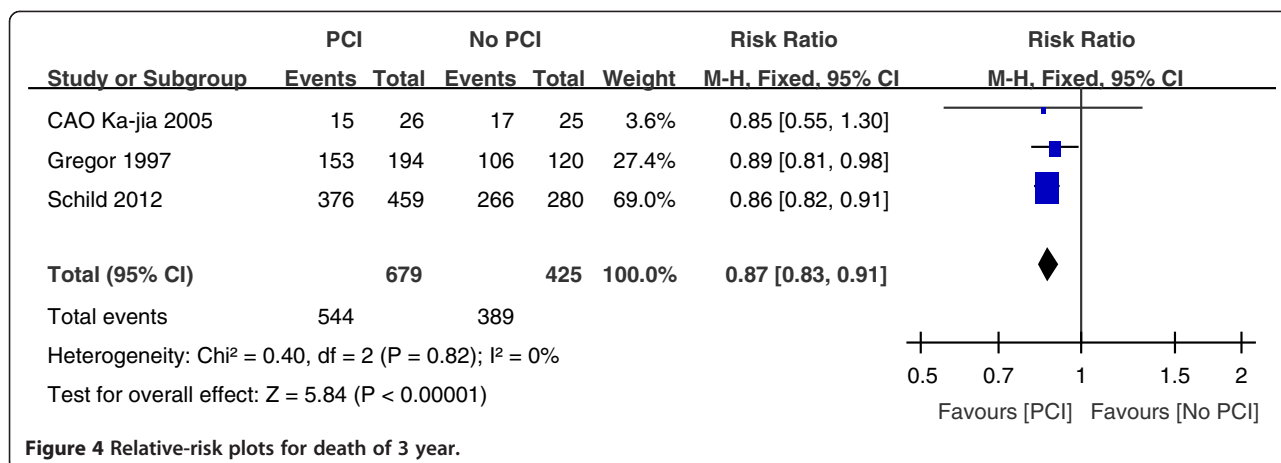 PCI No PCI Risk Ratio Risk Ratio
Study or Subgroup Events Total Events Total Weight M-H, Fixed, 95% CI M-H, Fixed, 95% CI
CAO Ka-jia 2005 15 26 17 25 3.6% 0.85 [0.55, 1.30]
Gregor 1997 153 194 106 120 27.4% 0.89 [0.81, 0.98]
Schild 2012 376 459 266 280 69.0% 0.86 [0.82, 0.91]
Total (95% CI) 679 425 100.0% 0.87 [0.83, 0.91]
Total events 544 389
Heterogeneity: Chi² = 0.40, df = 2 (P = 0.82); I² = 0%
Test for overall effect: Z = 5.84 (P < 0.00001)
0.5 0.7 1 1.5 2
Favours [PCI] Favours [No PCI]
Figure 4 Relative-risk plots for death of 3 year.